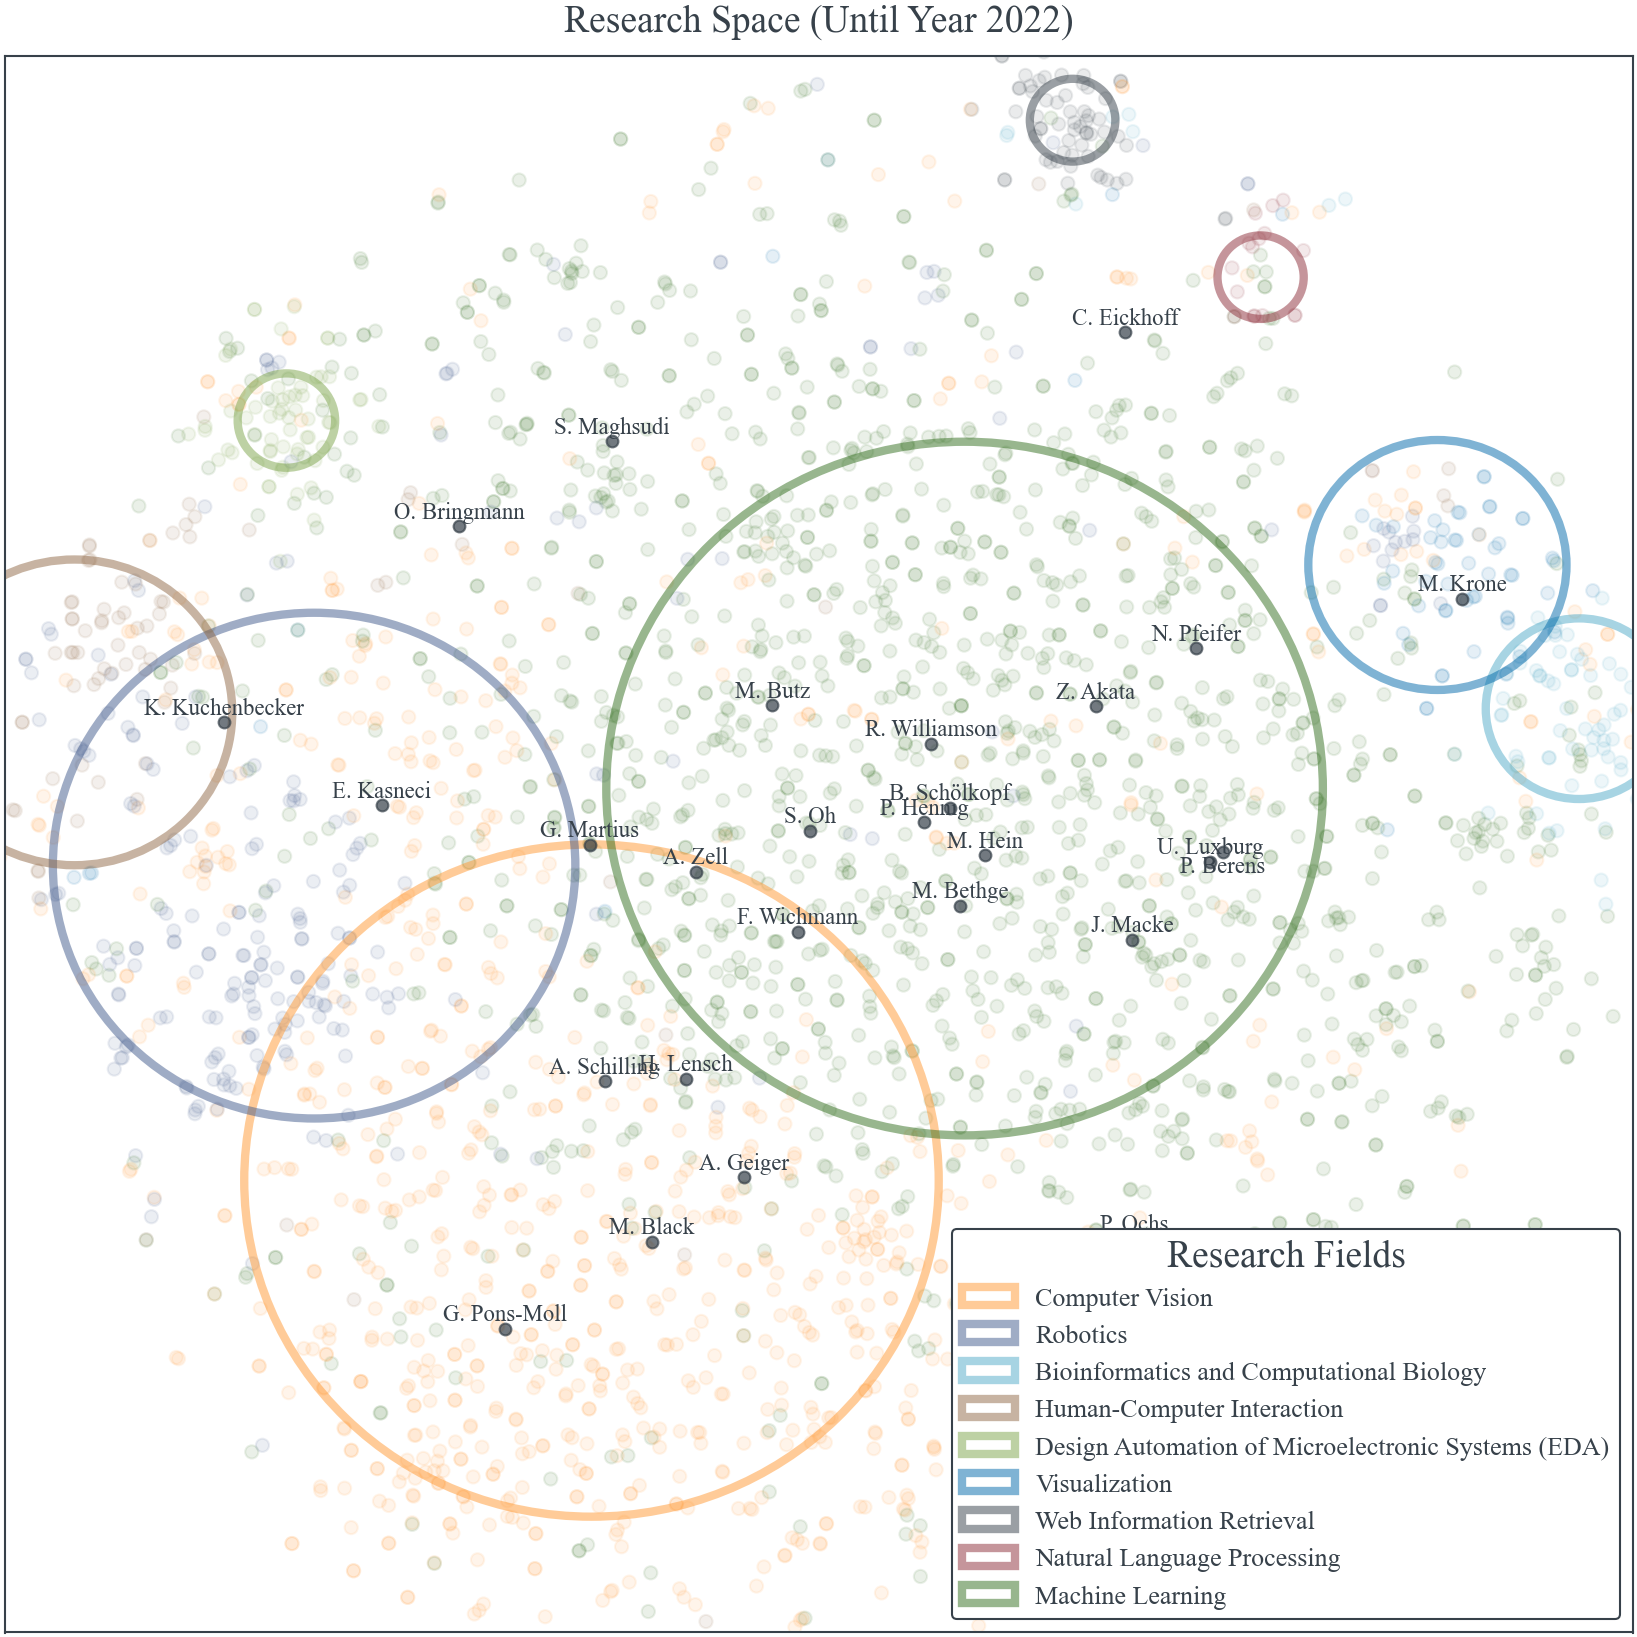 Research Space (Until Year 2022)
C. Eickhoff
S. Maghsudi
O. Bringmann
M. Krone
N. Pfeifer
M. Butz
Z. Akata
K. Kuchenbecker
R. Williamson
E. Kasneci
B. Schölkopf
P. Hennig
S. Oh
G. Martius
M. Hein
U. Luxburg
A. Zell
P. Berens
M. Bethge
F. Wichmann
J. Macke
A. Schilling
H. Lensch
A. Geiger
M. Black
P. Ochs
G. Pons-Moll
Research Fields
Computer Vision
Robotics
Bioinformatics and Computational Biology
Human-Computer Interaction
Design Automation of Microelectronic Systems (EDA)
Visualization
Web Information Retrieval
Natural Language Processing
Machine Learning